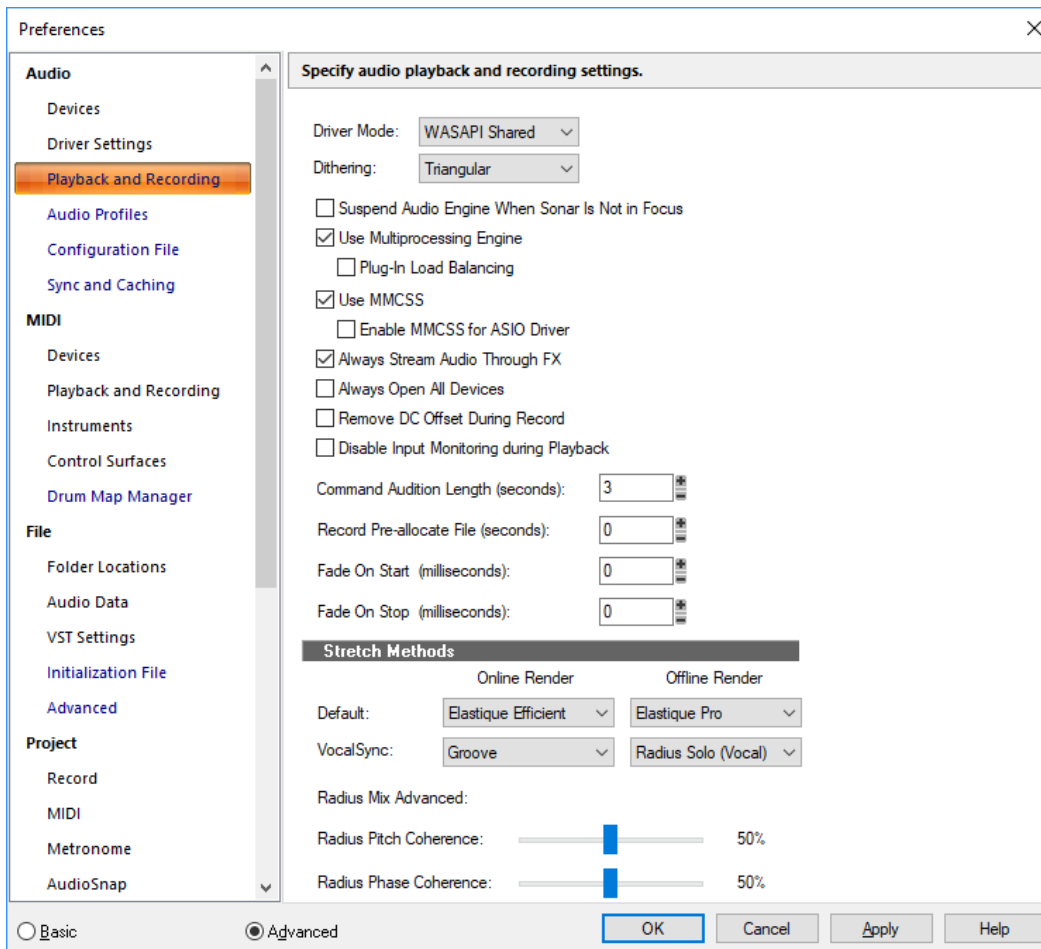 Preferences
Audio
Devices
Driver Settings
Playback and Recording
Audio Profiles
Configuration File
Sync and Caching
MIDI
Devices
Playback and Recording
Instruments
Control Surfaces
Drum Map Manager
File
Folder Locations
Audio Data
VST Settings
Initialization File
Advanced
Project
Record
MIDI
Metronome
AudioSnap
Specify audio playback and recording settings.
Driver Mode: WASAPI Shared
Dithering: Triangular
Suspend Audio Engine When Sonar Is Not in Focus
Use Multiprocessing Engine
Plug-In Load Balancing
Use MMCSS
Enable MMCSS for ASIO Driver
Always Stream Audio Through FX
Always Open All Devices
Remove DC Offset During Record
Disable Input Monitoring during Playback
Command Audition Length (seconds): 3
Record Pre-allocate File (seconds): 0
Fade On Start (milliseconds): 0
Fade On Stop (milliseconds): 0
Stretch Methods
Online Render Offline Render
Default: Elastique Efficient Elastique Pro
VocalSync: Groove Radius Solo (Vocal)
Radius Mix Advanced:
Radius Pitch Coherence: 50%
Radius Phase Coherence: 50%
Basic Advanced OK Cancel Apply Help